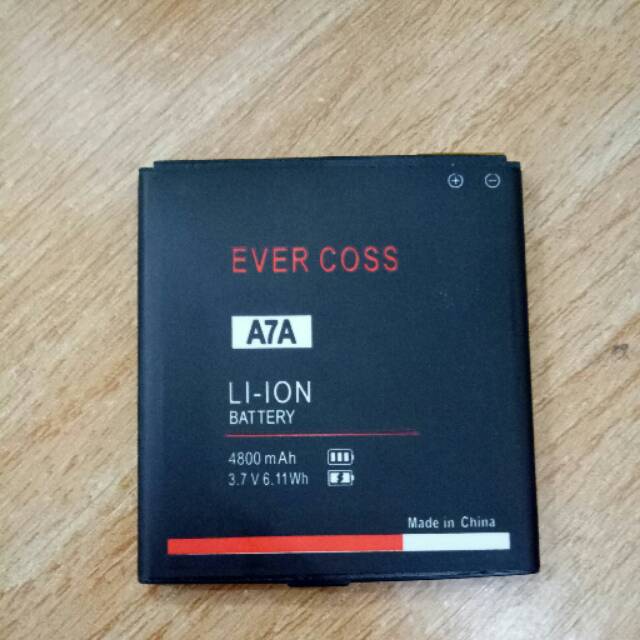 EVER COSS
A7A
LI-ION
BATTERY
4800 mAh
3.7 V 6.11Wh
Made in China